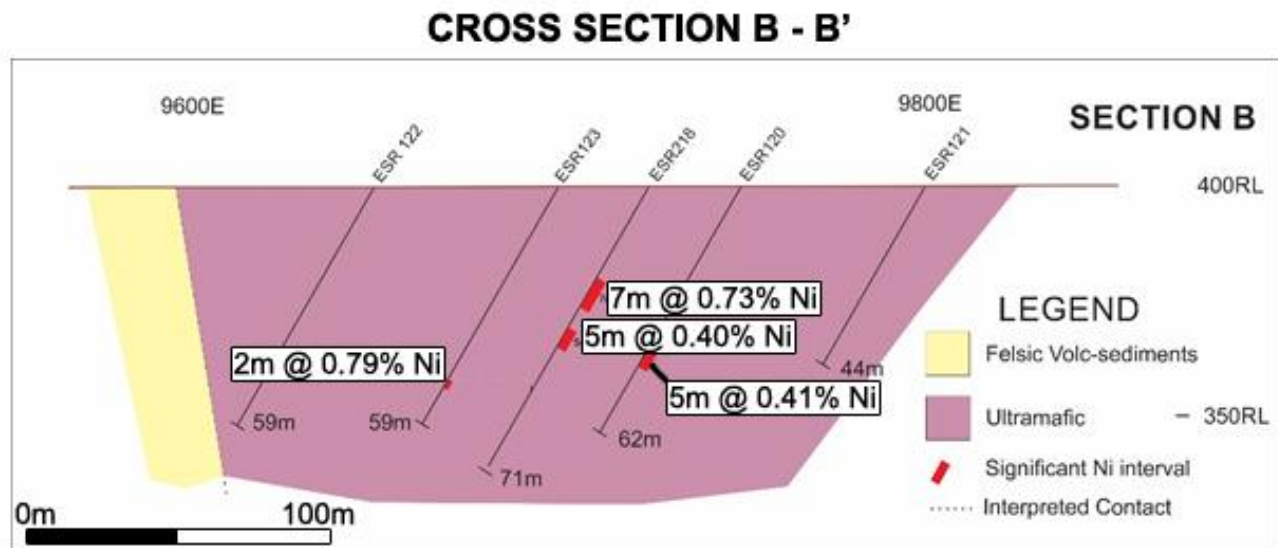 CROSS SECTION B - B’
9600E
9800E
SECTION B
ESR 122
ESR123
ESR218
ESR120
ESR121
400RL
7m @ 0.73% Ni
5m @ 0.40% Ni
2m @ 0.79% Ni
5m @ 0.41% Ni
44m
59m
59m
62m
71m
LEGEND
Felsic Volc-sediments
Ultramafic
– 350RL
Significant Ni interval
Interpreted Contact
0m
100m